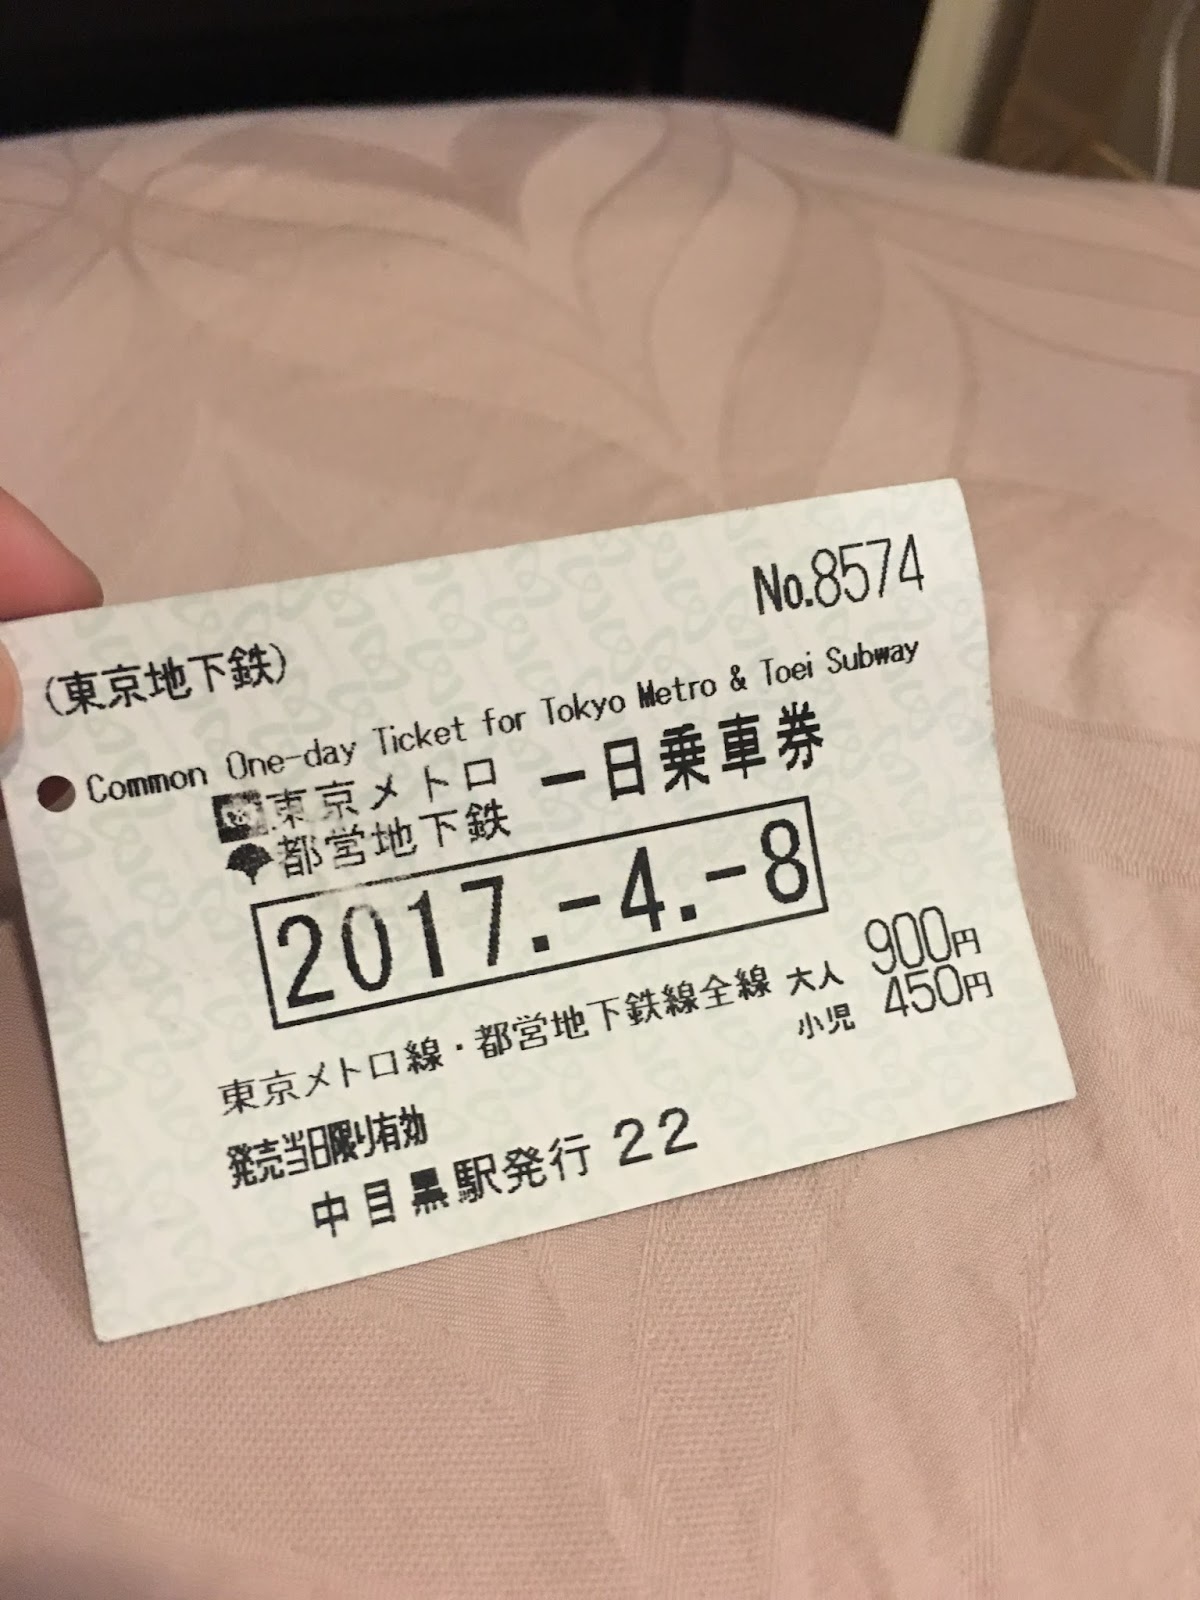 No.8574
(東京地下鉄)
Common One-day Ticket for Tokyo Metro & Toei Subway
東京メトロ 一日乗車券
都営地下鉄
2017.-4.-8
東京メトロ線・都営地下鉄線全線 大人 900円
小児 450円
発売当日限り有効
中目黒駅発行 22